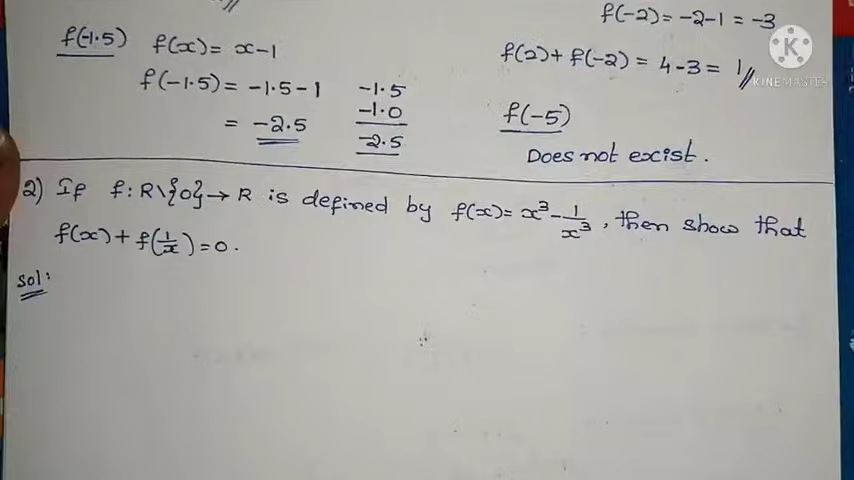 f(-1.5) f(x) = x-1
f(-1.5) = -1.5-1
= -2.5
-1.5
-1.0
-2.5
f(-2) = -2-1 = -3
f(2) + f(-2) = 4-3 = 1//
f(-5)
Does not exist.
K
KINEMASTER
2) If f: R\{0} → R is defined by f(x) = x³ - 1/x³, then show that
f(x) + f(1/x) = 0.
sol: